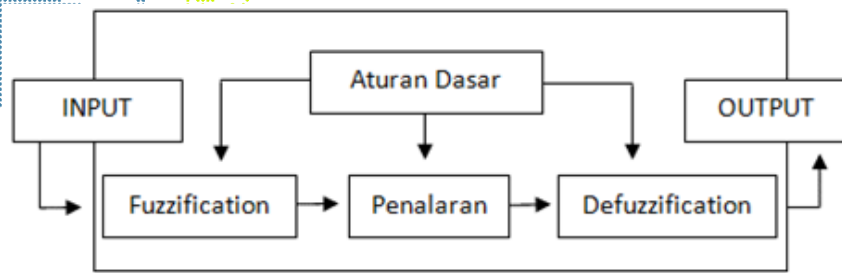 Aturan Dasar
INPUT
OUTPUT
Fuzzification
Penalaran
Defuzzification